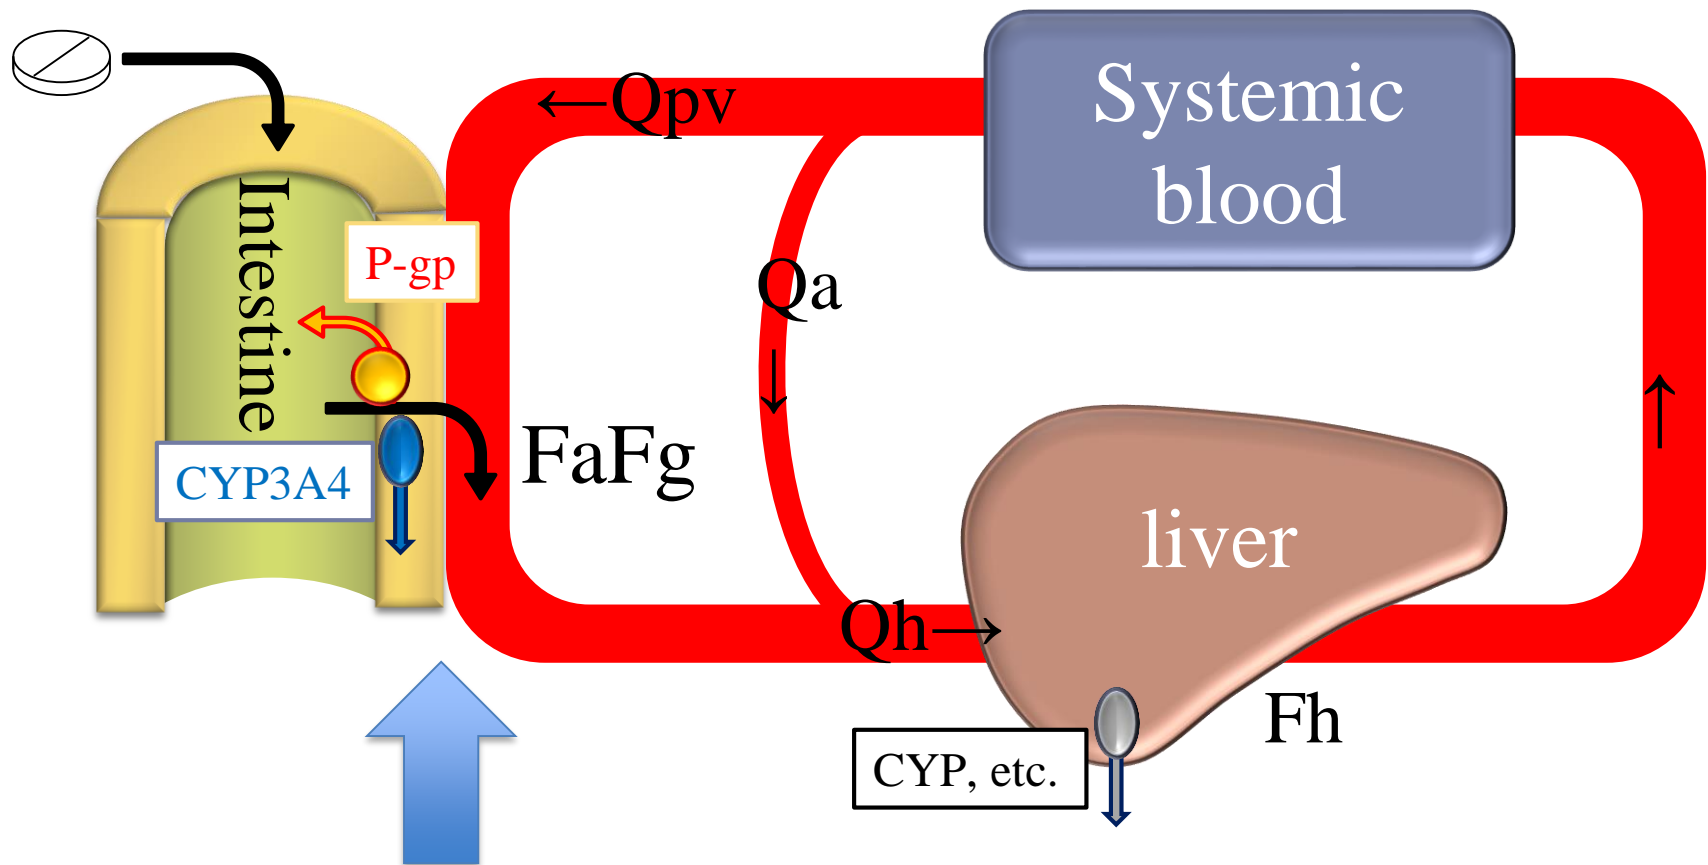 ←Qpv
Systemic
blood
Intestine
P-gp
Qa
↓
↑
FaFg
CYP3A4
liver
Qh→
Fh
CYP, etc.